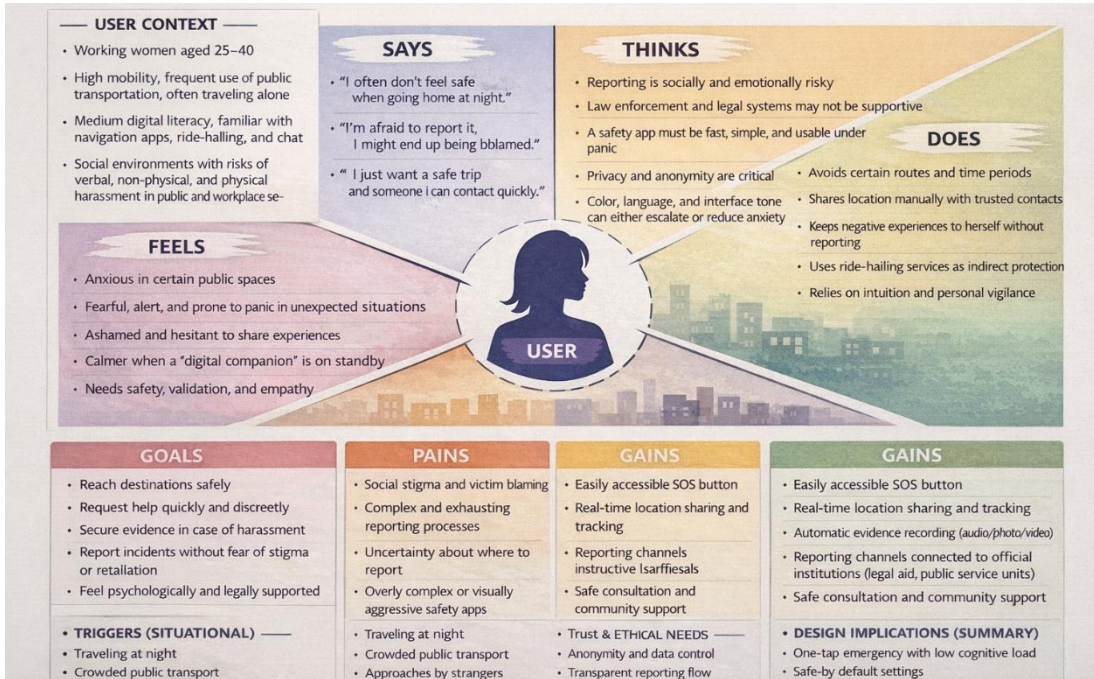 USER CONTEXT
• Working women aged 25–40
• High mobility, frequent use of public
transportation, often traveling alone
• Medium digital literacy, familiar with
navigation apps, ride-halling, and chat
• Social environments with risks of
verbal, non-physical, and physical
harassment in public and workplace se-
SAYS
• “I often don't feel safe
when going home at night.”
• “I'm afraid to report it,
I might end up being bblamed.”
• “ I just want a safe trip
and someone i can contact quickly.”
THINKS
• Reporting is socially and emotionally risky
• Law enforcement and legal systems may not be supportive
• A safety app must be fast, simple, and usable under
panic
• Privacy and anonymity are critical
• Color, language, and interface tone
can either escalate or reduce anxiety
DOES
• Avoids certain routes and time periods
• Shares location manually with trusted contacts
• Keeps negative experiences to herself without
reporting
• Uses ride-hailing services as indirect protection
• Relies on intuition and personal vigilance
FEELS
• Anxious in certain public spaces
• Fearful, alert, and prone to panic in unexpected situations
• Ashamed and hesitant to share experiences
• Calmer when a “digital companion” is on standby
• Needs safety, validation, and empathy
USER
GOALS
• Reach destinations safely
• Request help quickly and discreetly
• Secure evidence in case of harassment
• Report incidents without fear of stigma
or retallation
• Feel psychologically and legally supported
• TRIGGERS (SITUATIONAL)
• Traveling at night
• Crowded public transport
PAINS
• Social stigma and victim blaming
• Complex and exhausting
reporting processes
• Uncertainty about where to
report
• Overly complex or visually
aggressive safety apps
• Traveling at night
• Crowded public transport
• Approaches by strangers
GAINS
• Easily accessible SOS button
• Real-time location sharing and
tracking
• Reporting channels
instructive lsarffiesals
• Safe consultation and
community support
• Trust & ETHICAL NEEDS
• Anonymity and data control
• Transparent reporting flow
GAINS
• Easily accessible SOS button
• Real-time location sharing and tracking
• Automatic evidence recording (audio/photo/video)
• Reporting channels connected to official
institutions (legal aid, public service units)
• Safe consultation and community support
• DESIGN IMPLICATIONS (SUMMARY)
• One-tap emergency with low cognitive load
• Safe-by default settings